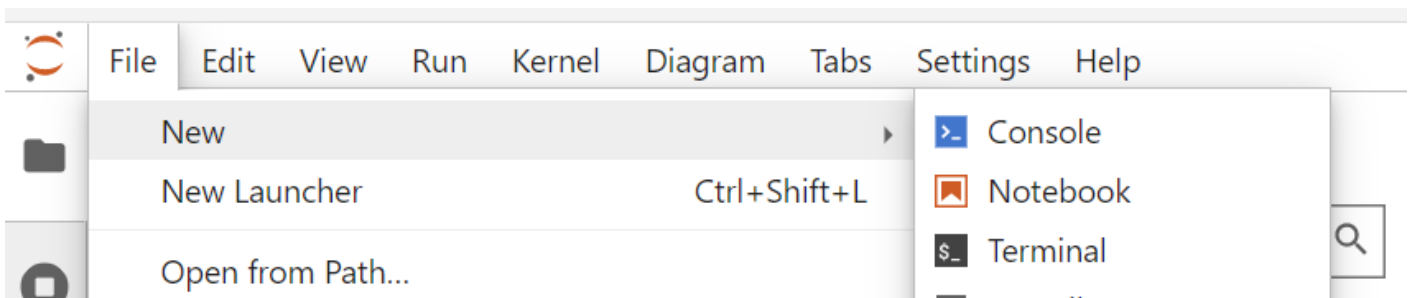 File Edit View Run Kernel Diagram Tabs Settings Help
New
Console
New Launcher Ctrl+Shift+L
Notebook
$_ Terminal
Open from Path...